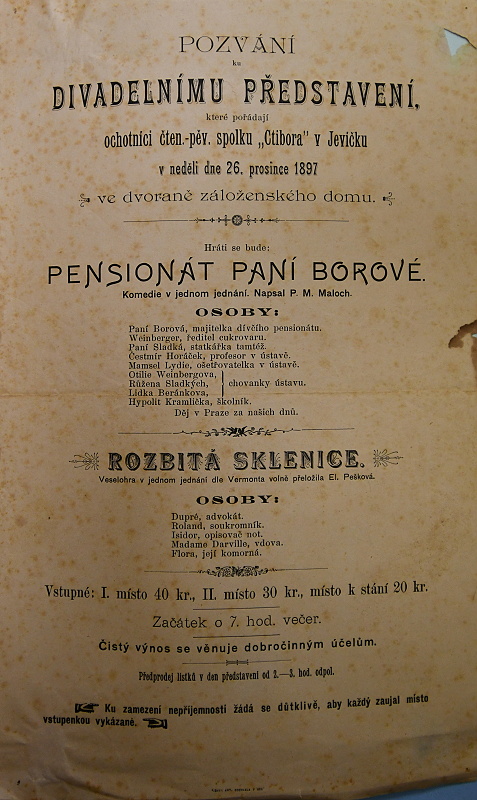 POZVÁNÍ
ku
DIVADELNÍMU PŘEDSTAVENÍ,
které pořádají
ochotníci čten.-pěv. spolku „Ctibora" v Jevíčku
v neděli dne 26. prosince 1897
ve dvoraně záloženského domu.
Hráti se bude:
PENSIONÁT PANÍ BOROVÉ.
Komedie v jednom jednání. Napsal P. M. Maloch.
OSOBY:
Paní Borová, majitelka dívčího pensionátu.
Weinberger, ředitel cukrovaru.
Paní Sladká, statkářka tamtéž.
Čestmír Horáček, profesor v ústavě.
Mamsel Lydie, ošetřovatelka v ústavě.
Otilie Weinbergova,
Růžena Sladkých, chovanky ústavu.
Lidka Beránkova,
Hypolit Kramlička, školník.
Děj v Praze za našich dnů.
ROZBITÁ SKLENICE.
Veselohra v jednom jednání dle Vermonta volně přeložila El. Pešková.
OSOBY:
Dupré, advokát.
Roland, soukromník.
Isidor, opisovač not.
Madame Darville, vdova.
Flora, její komorná.
Vstupné: I. místo 40 kr., II. místo 30 kr., místo k stání 20 kr.
Začátek o 7. hod. večer.
Čistý výnos se věnuje dobročinným účelům.
Předprodej lístků v den představení od 2.—3. hod. odpol.
Ku zamezení nepříjemností žádá se důtklivě, aby každý zaujal místo
vstupenkou vykázané.